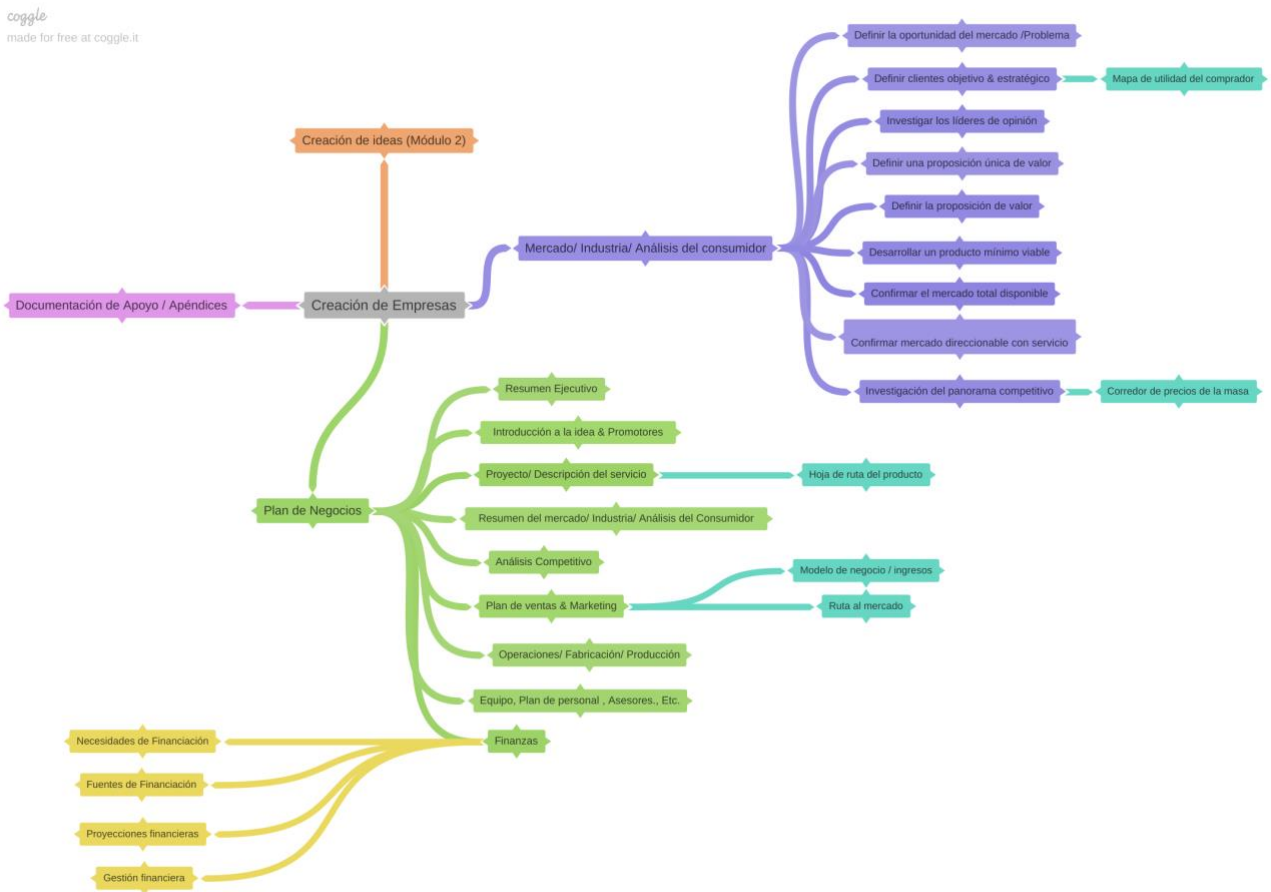 coggle
made for free at coggle.it
Creación de ideas (Módulo 2)
Documentación de Apoyo / Apéndices
Creación de Empresas
Mercado/ Industria/ Análisis del consumidor
Definir la oportunidad del mercado /Problema
Definir clientes objetivo & estratégico
Mapa de utilidad del comprador
Investigar los líderes de opinión
Definir una proposición única de valor
Definir la proposición de valor
Desarrollar un producto mínimo viable
Confirmar el mercado total disponible
Confirmar mercado direccionable con servicio
Investigación del panorama competitivo
Corredor de precios de la masa
Plan de Negocios
Resumen Ejecutivo
Introducción a la idea & Promotores
Proyecto/ Descripción del servicio
Hoja de ruta del producto
Resumen del mercado/ Industria/ Análisis del Consumidor
Análisis Competitivo
Plan de ventas & Marketing
Modelo de negocio / ingresos
Ruta al mercado
Operaciones/ Fabricación/ Producción
Equipo, Plan de personal , Asesores., Etc.
Finanzas
Necesidades de Financiación
Fuentes de Financiación
Proyecciones financieras
Gestión financiera